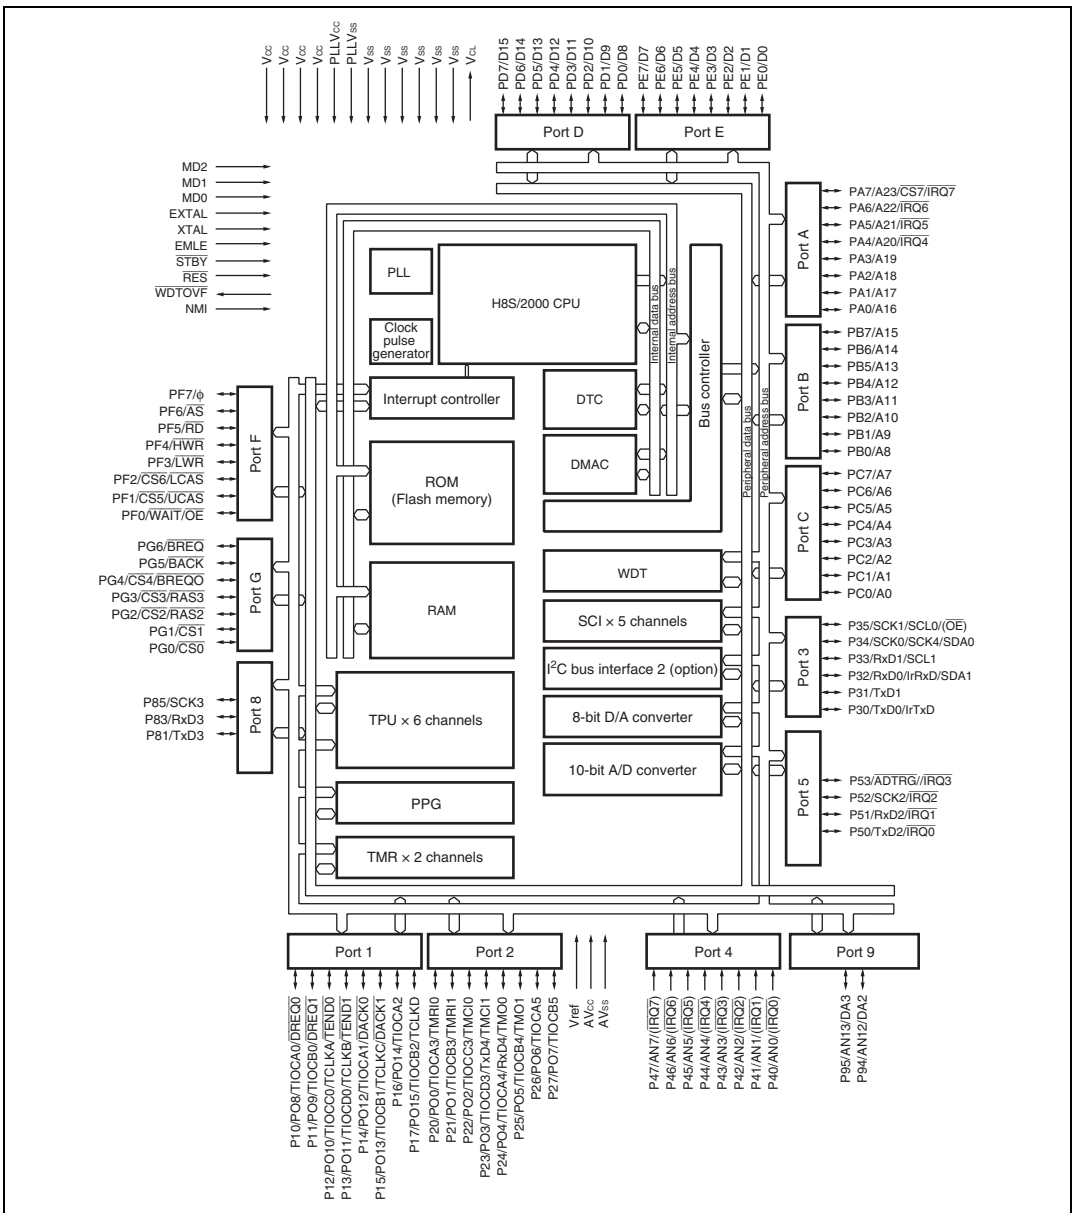 Vcc
Vcc
Vcc
Vcc
PLLVcc
PLLVss
Vss
Vss
Vss
Vss
Vss
Vss
VCL
PD7/D15
PD6/D14
PD5/D13
PD4/D12
PD3/D11
PD2/D10
PD1/D9
PD0/D8
PE7/D7
PE6/D6
PE5/D5
PE4/D4
PE3/D3
PE2/D2
PE1/D1
PE0/D0
Port D
Port E
MD2
MD1
MD0
EXTAL
XTAL
EMLE
STBY
RES
WDTOVF
NMI
PLL
H8S/2000 CPU
Clock
pulse
generator
Interrupt controller
Internal data bus
Internal address bus
DTC
DMAC
Bus controller
Peripheral data bus
Peripheral address bus
ROM
(Flash memory)
RAM
WDT
SCI × 5 channels
I²C bus interface 2 (option)
8-bit D/A converter
10-bit A/D converter
TPU × 6 channels
PPG
TMR × 2 channels
Port A
PA7/A23/CS7/IRQ7
PA6/A22/IRQ6
PA5/A21/IRQ5
PA4/A20/IRQ4
PA3/A19
PA2/A18
PA1/A17
PA0/A16
Port B
PB7/A15
PB6/A14
PB5/A13
PB4/A12
PB3/A11
PB2/A10
PB1/A9
PB0/A8
Port C
PC7/A7
PC6/A6
PC5/A5
PC4/A4
PC3/A3
PC2/A2
PC1/A1
PC0/A0
Port 3
P35/SCK1/SCL0/(OE)
P34/SCK0/SCK4/SDA0
P33/RxD1/SCL1
P32/RxD0/IrRxD/SDA1
P31/TxD1
P30/TxD0/IrTxD
Port 5
P53/ADTRG//IRQ3
P52/SCK2/IRQ2
P51/RxD2/IRQ1
P50/TxD2/IRQ0
PF7/φ
PF6/AS
PF5/RD
PF4/HWR
PF3/LWR
PF2/CS6/LCAS
PF1/CS5/UCAS
PF0/WAIT/OE
Port F
PG6/BREQ
PG5/BACK
PG4/CS4/BREQO
PG3/CS3/RAS3
PG2/CS2/RAS2
PG1/CS1
PG0/CS0
Port G
P85/SCK3
P83/RxD3
P81/TxD3
Port 8
Port 1
Port 2
Port 4
Port 9
P10/PO8/TIOCA0/DREQ0
P11/PO9/TIOCB0/DREQ1
P12/PO10/TIOCC0/TCLKA/TEND0
P13/PO11/TIOCD0/TCLKB/TEND1
P14/PO12/TIOCA1/DACK0
P15/PO13/TIOCB1/TCLKC/DACK1
P16/PO14/TIOCA2
P17/PO15/TIOCB2/TCLKD
P20/PO0/TIOCA3/TMRI0
P21/PO1/TIOCB3/TMRI1
P22/PO2/TIOCC3/TMCI0
P23/PO3/TIOCD3/TxD4/TMCI1
P24/PO4/TIOCA4/RxD4/TMO0
P25/PO5/TIOCB4/TMO1
P26/PO6/TIOCA5
P27/PO7/TIOCB5
Vref
AVcc
AVss
P47/AN7/(IRQ7)
P46/AN6/(IRQ6)
P45/AN5/(IRQ5)
P44/AN4/(IRQ4)
P43/AN3/(IRQ3)
P42/AN2/(IRQ2)
P41/AN1/(IRQ1)
P40/AN0/(IRQ0)
P95/AN13/DA3
P94/AN12/DA2